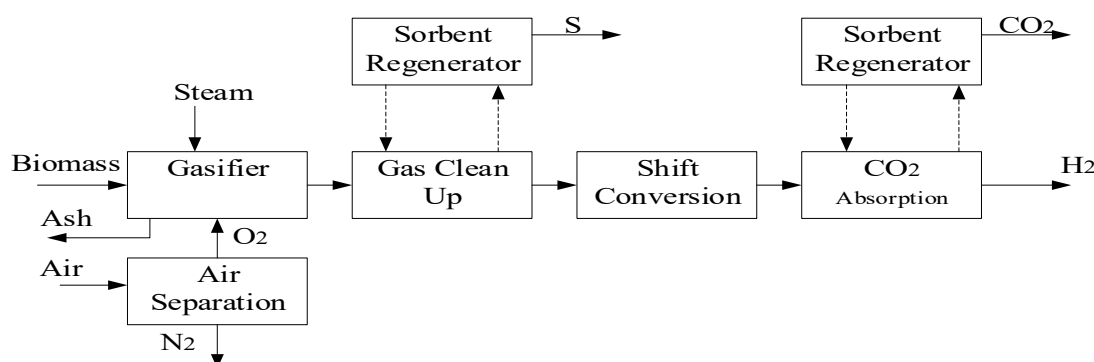 Sorbent
Regenerator
S
Sorbent
Regenerator
CO2
Steam
Biomass
Gasifier
Gas Clean
Up
Shift
Conversion
CO2
Absorption
H2
Ash
O2
Air
Air
Separation
N2